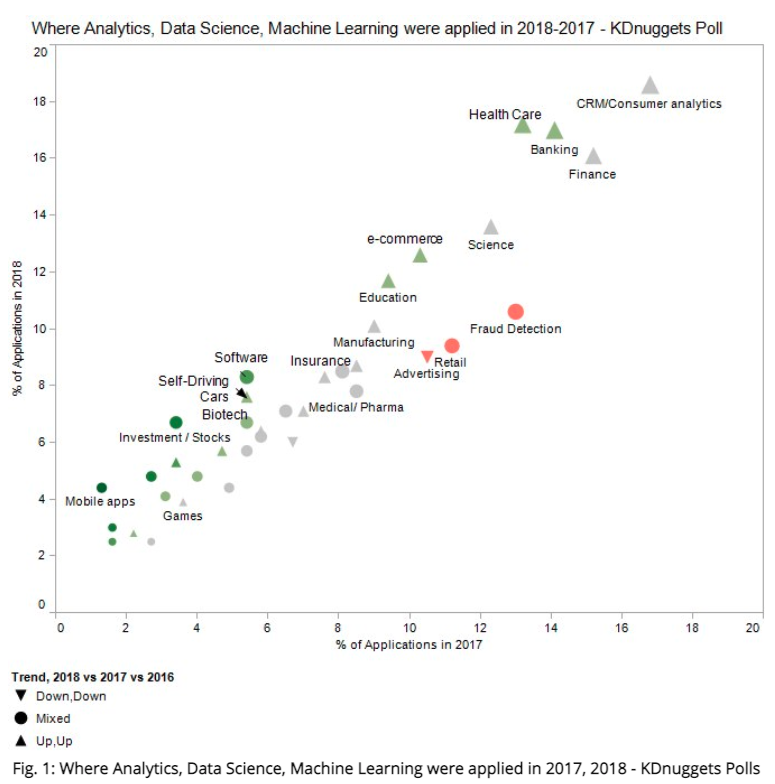 Where Analytics, Data Science, Machine Learning were applied in 2018-2017 - KDnuggets Poll
20
18
16
14
12
10
8
6
4
2
0
% of Applications in 2018
CRM/Consumer analytics
Health Care
Banking
Finance
Science
e-commerce
Education
Fraud Detection
Manufacturing
Retail
Advertising
Software
Insurance
Self-Driving
Cars
Medical/ Pharma
Biotech
Investment / Stocks
Mobile apps
Games
0 2 4 6 8 10 12 14 16 18 20
% of Applications in 2017
Trend, 2018 vs 2017 vs 2016
Down,Down
Mixed
Up,Up
Fig. 1: Where Analytics, Data Science, Machine Learning were applied in 2017, 2018 - KDnuggets Polls